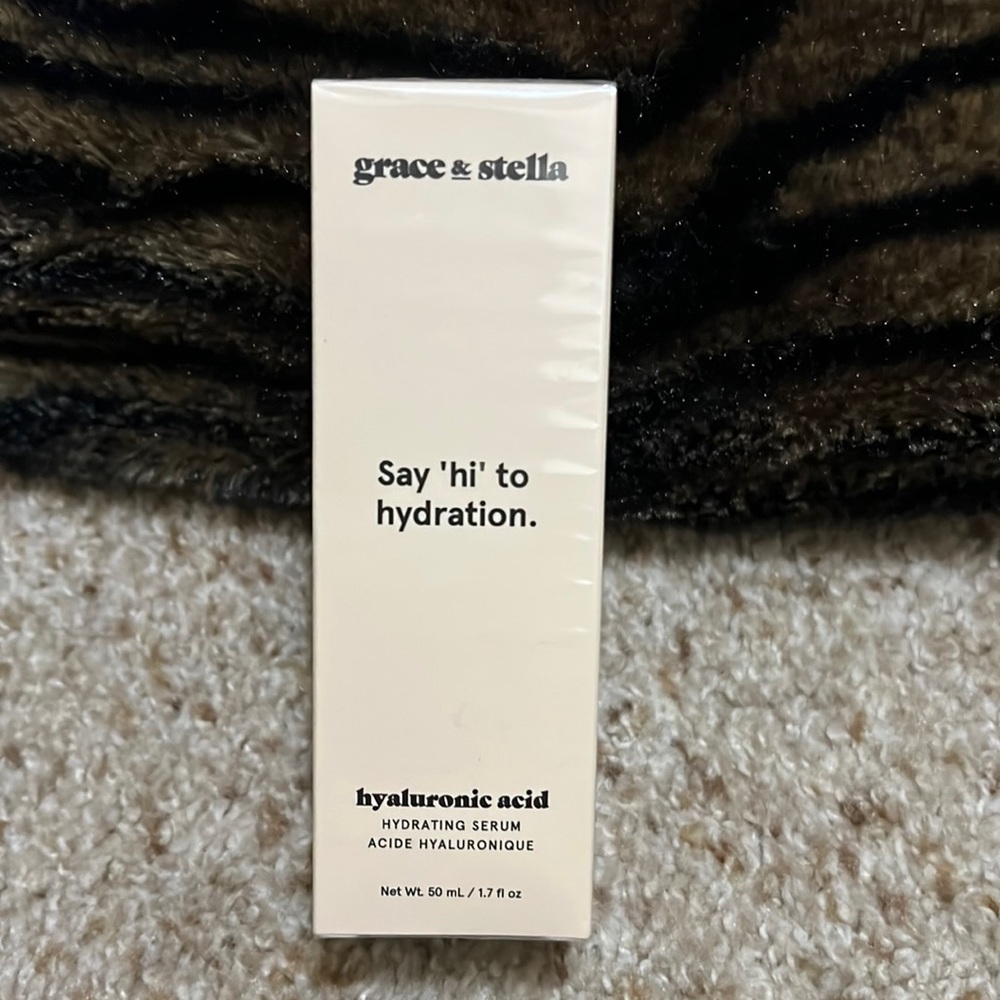 grace & stella
Say 'hi' to
hydration.
hyaluronic acid
HYDRATING SERUM
ACIDE HYALURONIQUE
Net Wt. 50 mL / 1.7 fl oz